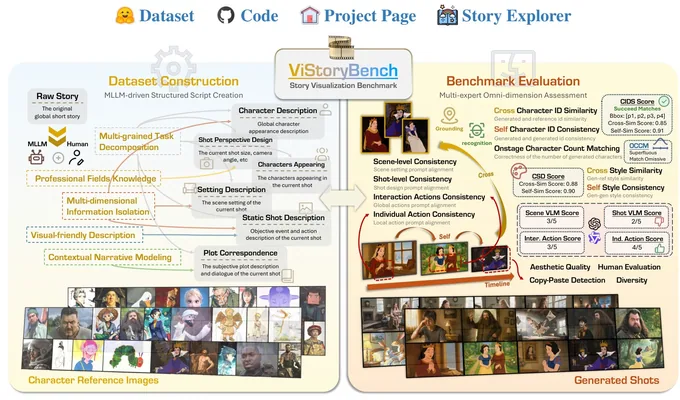 Dataset
Code
Project Page
Story Explorer
ViStoryBench
Story Visualization Benchmark
Dataset Construction
MLLM-driven Structured Script Creation
Raw Story
The original
global short story
MLLM
Human
Multi-grained Task
Decomposition
Professional Fields Knowledge
Multi-dimensional
Information Isolation
Visual-friendly Description
Contextual Narrative Modeling
Character Description
Global character
appearance description
Shot Perspective Design
The current shot size, camera
angle, etc
Characters Appearing
The characters appearing in
the current shot
Setting Description
The scene setting of the
current shot
Static Shot Description
Objective event and action
description of the current shot
Plot Correspondence
The subjective plot description
and dialogue of the current shot
Character Reference Images
Benchmark Evaluation
Multi-expert Omni-dimension Assessment
Grounding
recognition
Cross Character ID Similarity
Generated and reference id similarity
Self Character ID Consistency
Generated and generated id consistency
Onstage Character Count Matching
Correctness of the number of generated characters
CIDS Score
Succeed Matches
Bbox: [p1, p2, p3, p4]
Cross-Sim Score: 0.85
Self-Sim Score: 0.91
OCCM
Superfluous
Match Omissive
Scene-level Consistency
Scene setting prompt alignment
Shot-level Consistency
Shot design prompt alignment
Interaction Actions Consistency
Global actions prompt alignment
Individual Action Consistency
Local action prompt alignment
Cross
Self
Timeline
CSD Score
Cross-Sim Score: 0.88
Self-Sim Score: 0.90
Cross Style Similarity
Gen-ref style similarity
Self Style Consistency
Gen-gen style similarity
Scene VLM Score
3/5
Shot VLM Score
2/5
Inter. Action Score
3/5
Ind. Action Score
4/5
Aesthetic Quality
Human Evaluation
Copy-Paste Detection
Diversity
Generated Shots